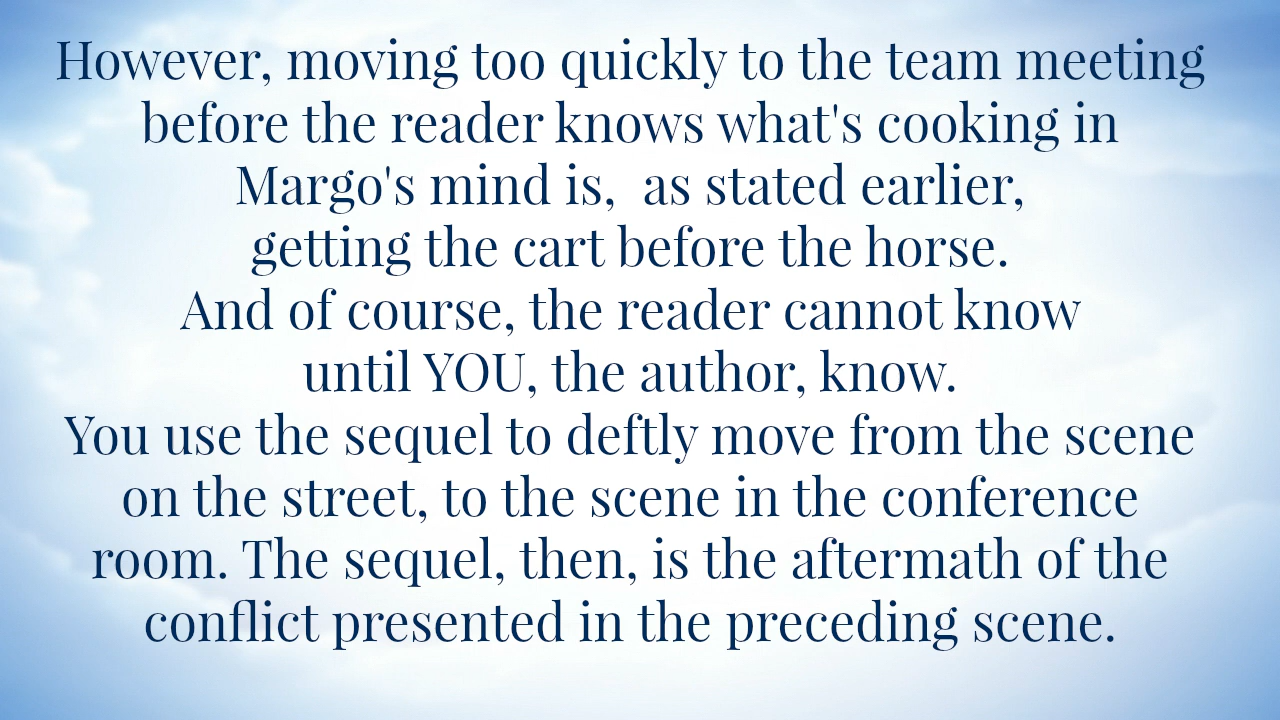 However, moving too quickly to the team meeting
before the reader knows what's cooking in
Margo's mind is,  as stated earlier,
getting the cart before the horse.
And of course, the reader cannot know
until YOU, the author, know.
You use the sequel to deftly move from the scene
on the street, to the scene in the conference
room. The sequel, then, is the aftermath of the
conflict presented in the preceding scene.